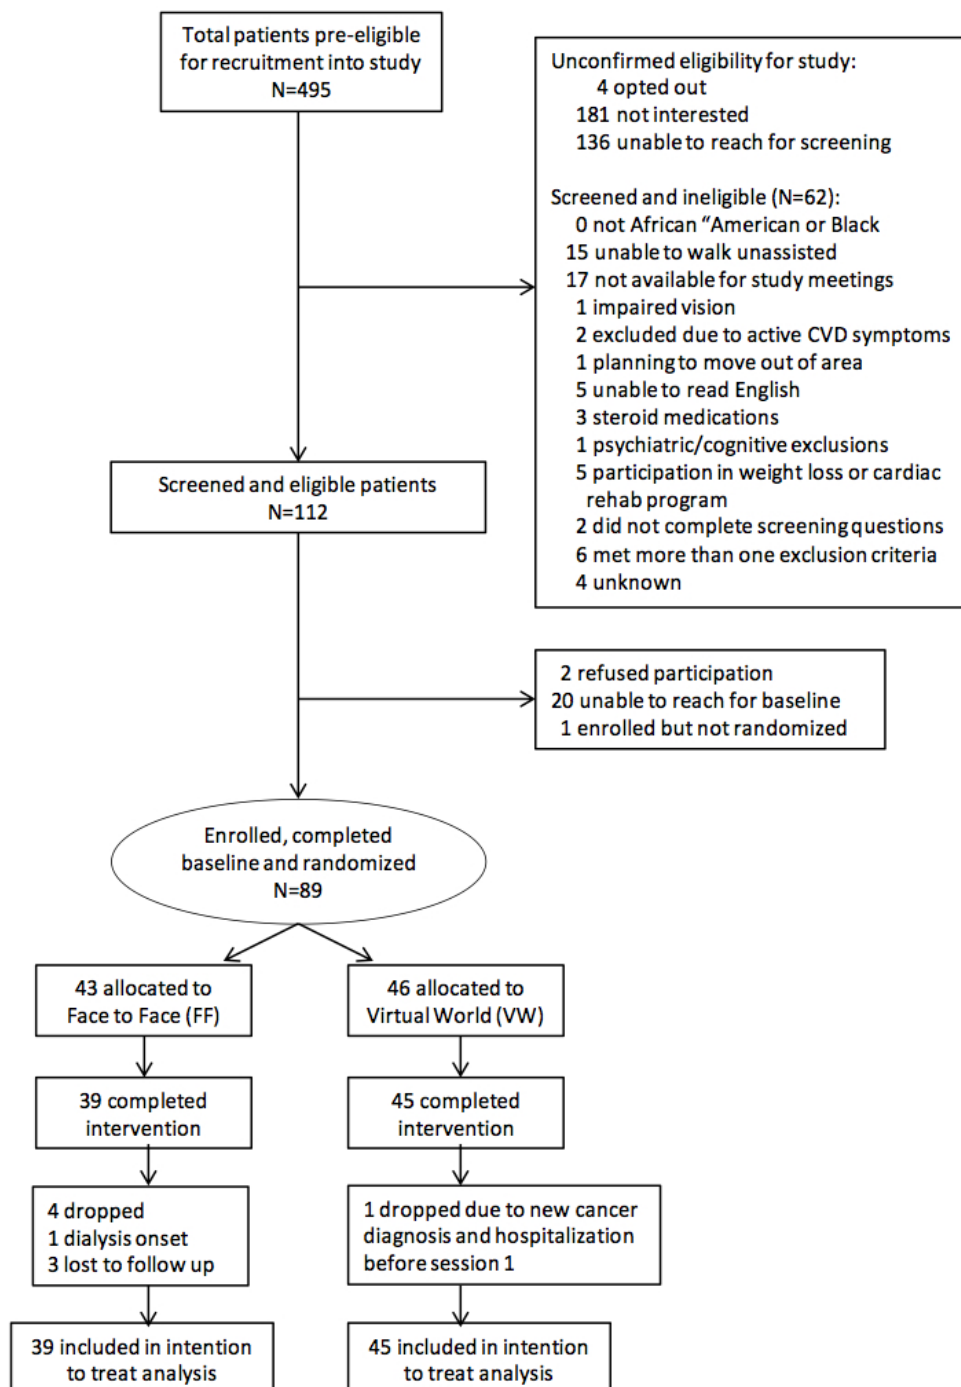 Total patients pre-eligible
for recruitment into study
N=495
Unconfirmed eligibility for study:
4 opted out
181 not interested
136 unable to reach for screening
Screened and ineligible (N=62):
0 not African “American or Black
15 unable to walk unassisted
17 not available for study meetings
1 impaired vision
2 excluded due to active CVD symptoms
1 planning to move out of area
5 unable to read English
3 steroid medications
1 psychiatric/cognitive exclusions
5 participation in weight loss or cardiac
rehab program
2 did not complete screening questions
6 met more than one exclusion criteria
4 unknown
Screened and eligible patients
N=112
2 refused participation
20 unable to reach for baseline
1 enrolled but not randomized
Enrolled, completed
baseline and randomized
N=89
43 allocated to
Face to Face (FF)
46 allocated to
Virtual World (VW)
39 completed
intervention
45 completed
intervention
4 dropped
1 dialysis onset
3 lost to follow up
1 dropped due to new cancer
diagnosis and hospitalization
before session 1
39 included in intention
to treat analysis
45 included in intention
to treat analysis